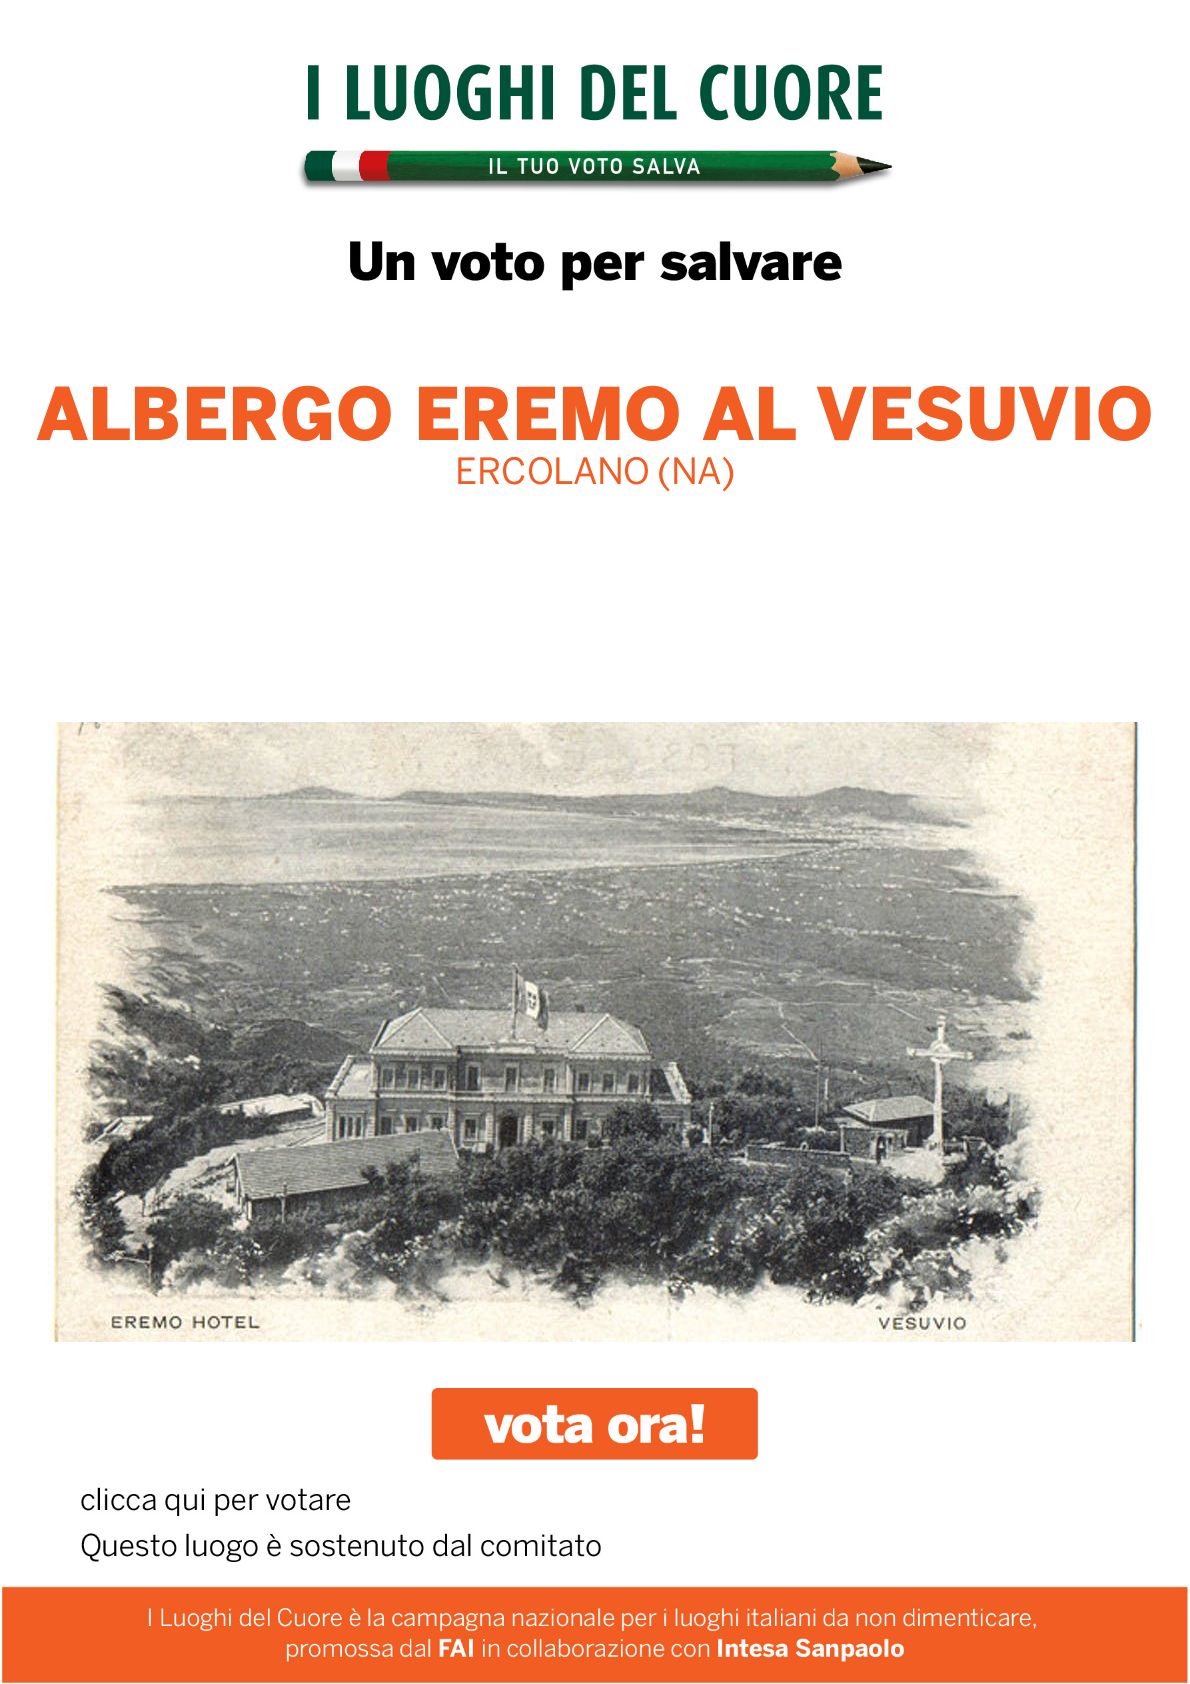 I LUOGHI DEL CUORE
IL TUO VOTO SALVA
Un voto per salvare
ALBERGO EREMO AL VESUVIO
ERCOLANO (NA)
EREMO HOTEL
VESUVIO
vota ora!
clicca qui per votare
Questo luogo è sostenuto dal comitato
I Luoghi del Cuore è la campagna nazionale per i luoghi italiani da non dimenticare,
promossa dal FAI in collaborazione con Intesa Sanpaolo